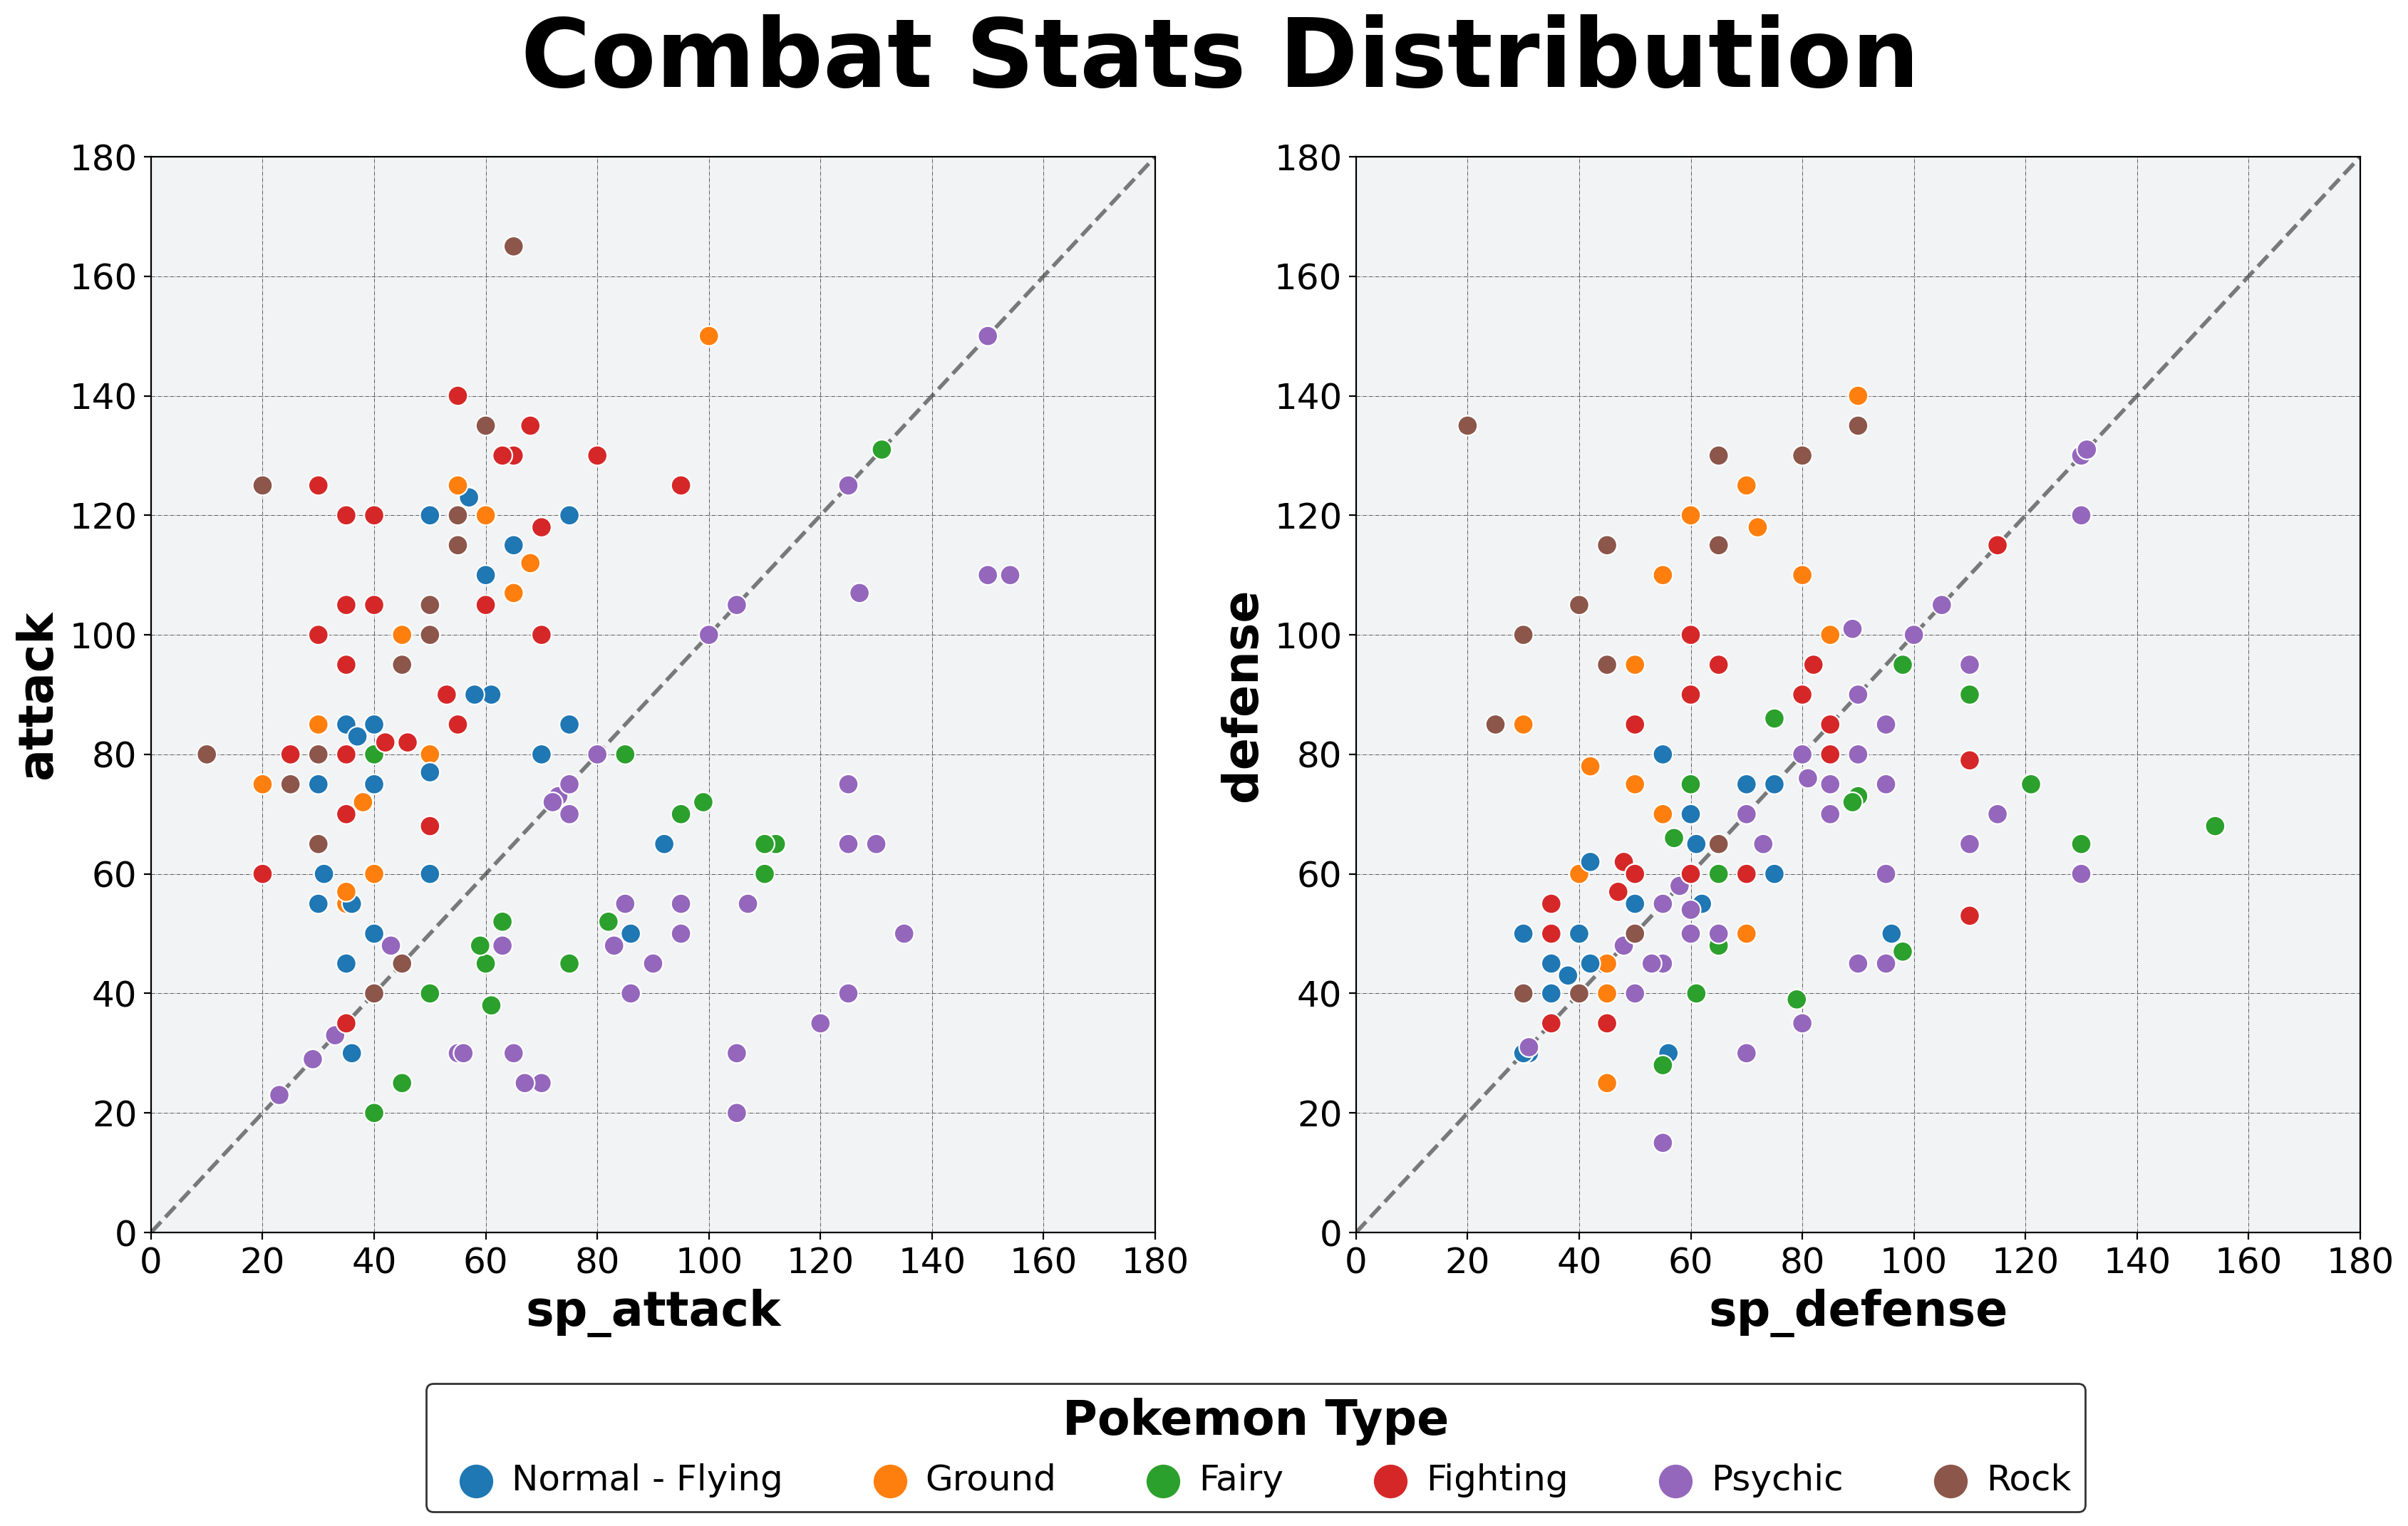 Combat Stats Distribution
180
160
140
120
100
80
60
40
20
0
attack
0 20 40 60 80 100 120 140 160 180
sp_attack
180
160
140
120
100
80
60
40
20
0
defense
0 20 40 60 80 100 120 140 160 180
sp_defense
Pokemon Type
Normal - Flying Ground Fairy Fighting Psychic Rock